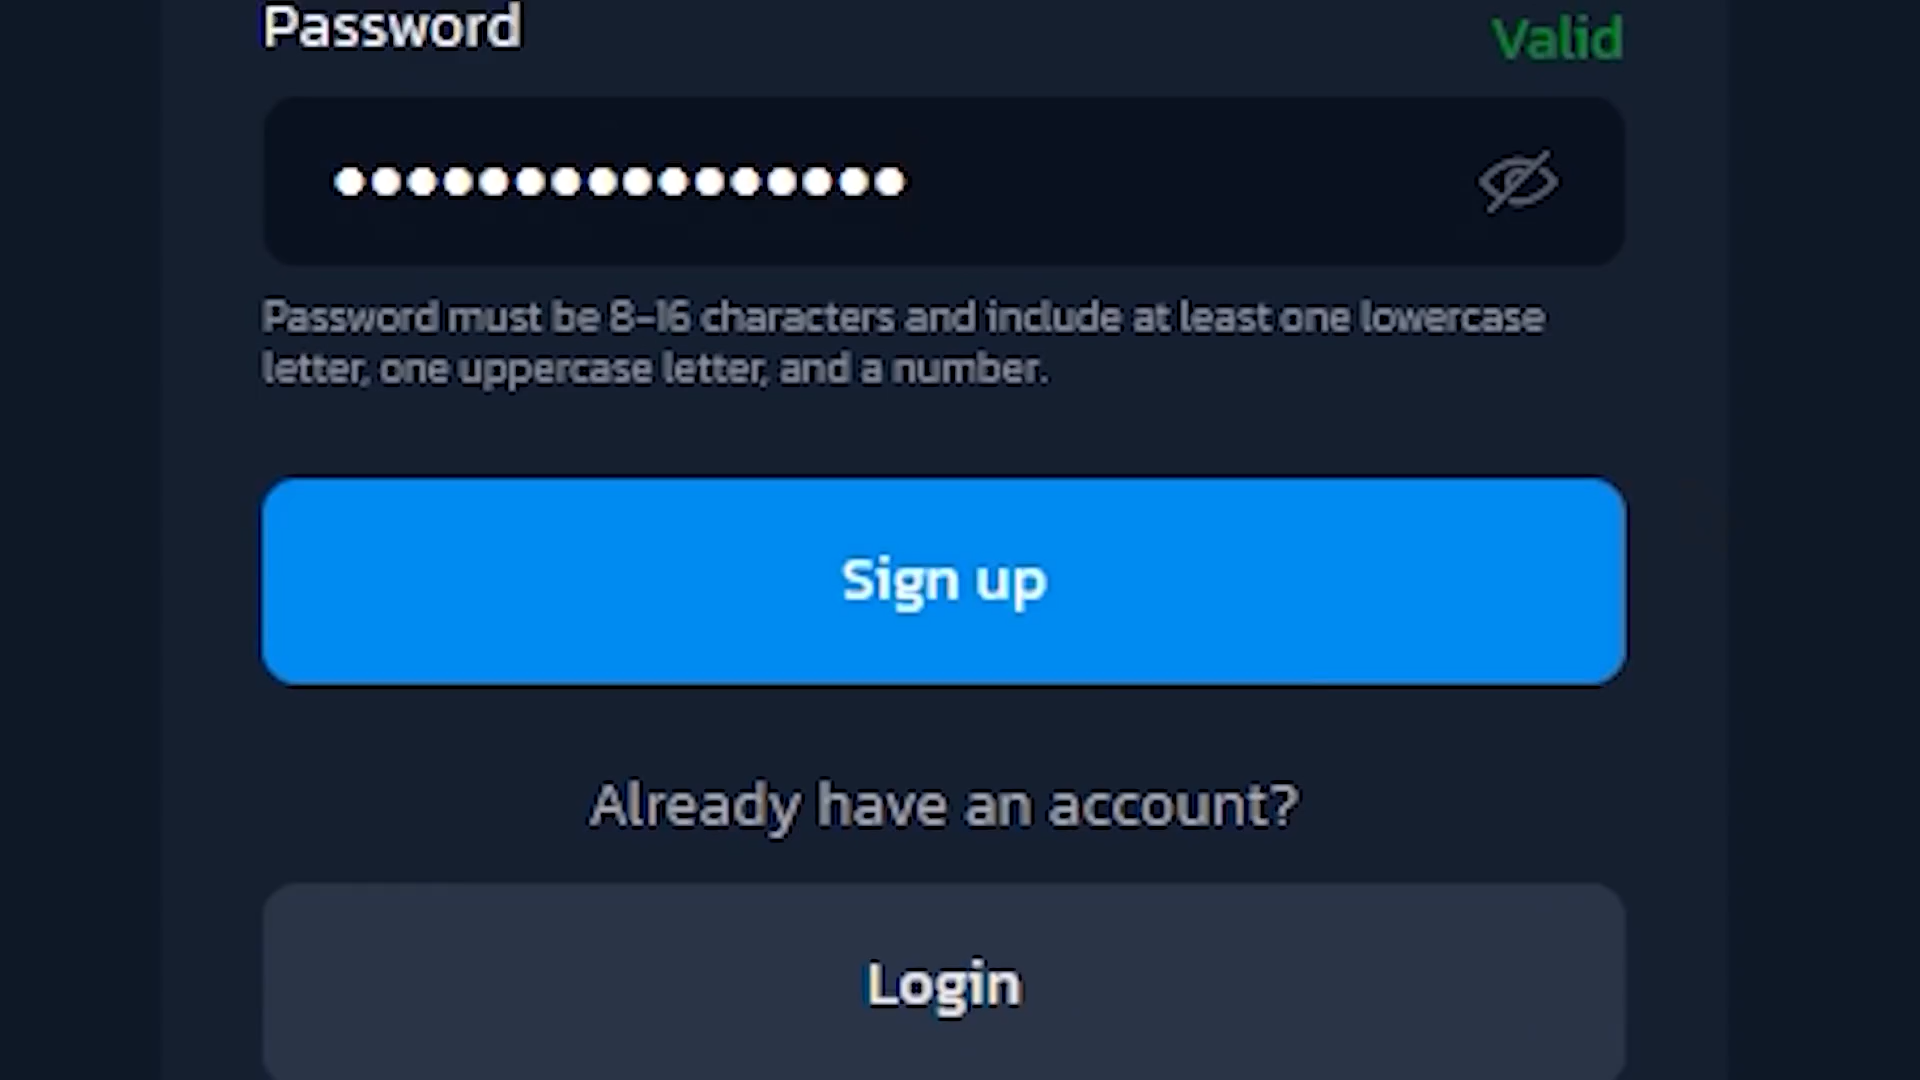 Password
Valid
••••••••••••••••
Password must be 8-16 characters and include at least one lowercase
letter, one uppercase letter, and a number.
Sign up
Already have an account?
Login